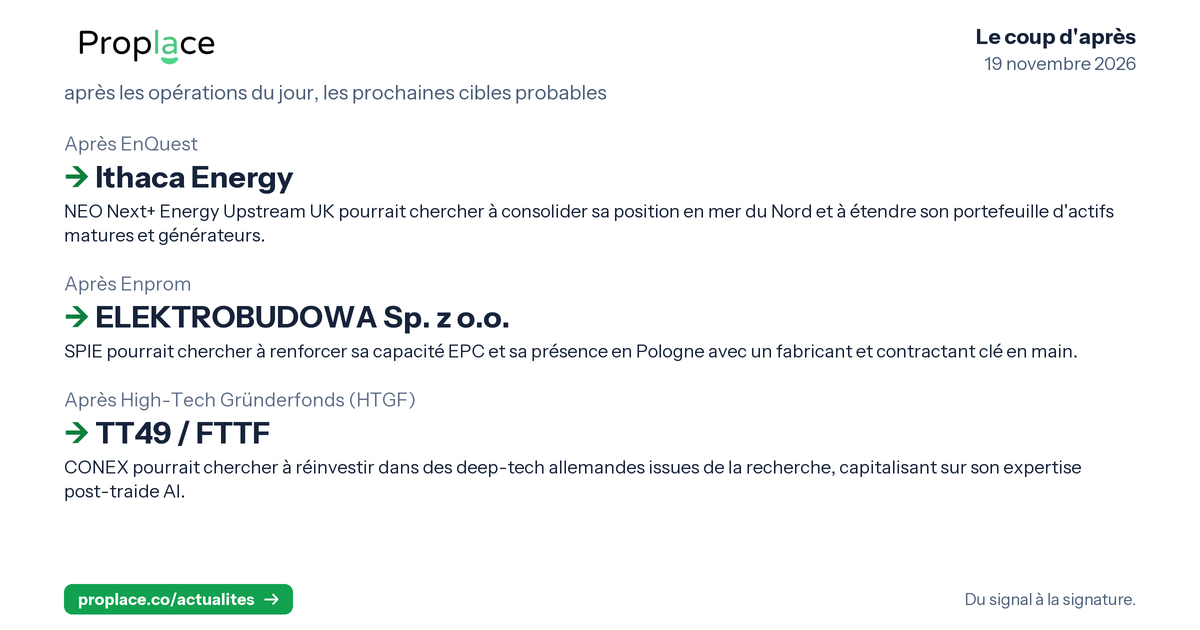 Proplace
Le coup d'après
19 novembre 2026
après les opérations du jour, les prochaines cibles probables
Après EnQuest
→ Ithaca Energy
NEO Next+ Energy Upstream UK pourrait chercher à consolider sa position en mer du Nord et à étendre son portefeuille d'actifs
matures et générateurs.
Après Enprom
→ ELEKTROBUDOWA Sp. z o.o.
SPIE pourrait chercher à renforcer sa capacité EPC et sa présence en Pologne avec un fabricant et contractant clé en main.
Après High-Tech Gründerfonds (HTGF)
→ TT49 / FTTF
CONEX pourrait chercher à réinvestir dans des deep-tech allemandes issues de la recherche, capitalisant sur son expertise
post-traide AI.
proplace.co/actualites →
Du signal à la signature.